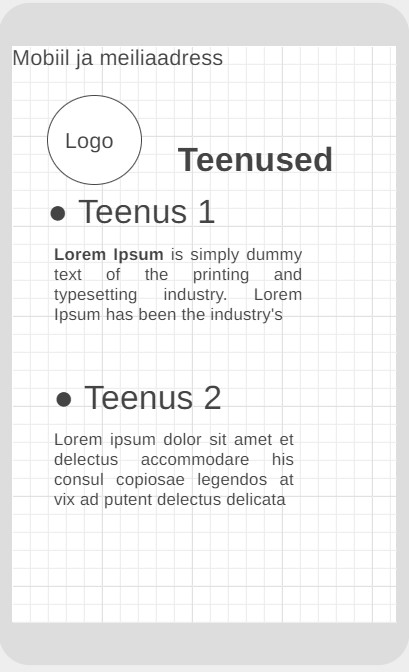 Mobiil ja meiliaadress
Logo
Teenused
● Teenus 1
Lorem Ipsum is simply dummy
text of the printing and
typesetting industry. Lorem
Ipsum has been the industry's
● Teenus 2
Lorem ipsum dolor sit amet et
delectus accommodare his
consul copiosae legendos at
vix ad putent delectus delicata